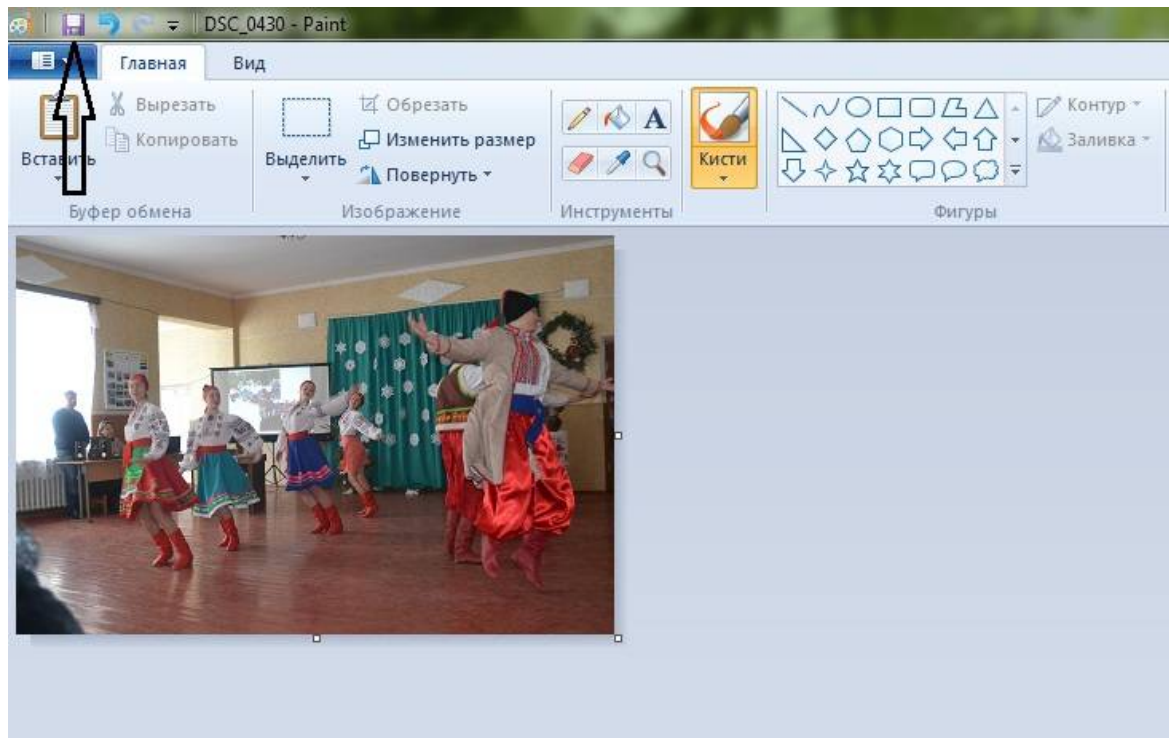 DSC_0430 - Paint
Главная Вид
Вставить
Вырезать
Копировать
Буфер обмена
Выделить
Обрезать
Изменить размер
Повернуть
Изображение
A
Инструменты
Кисти
Фигуры
Контур
Заливка